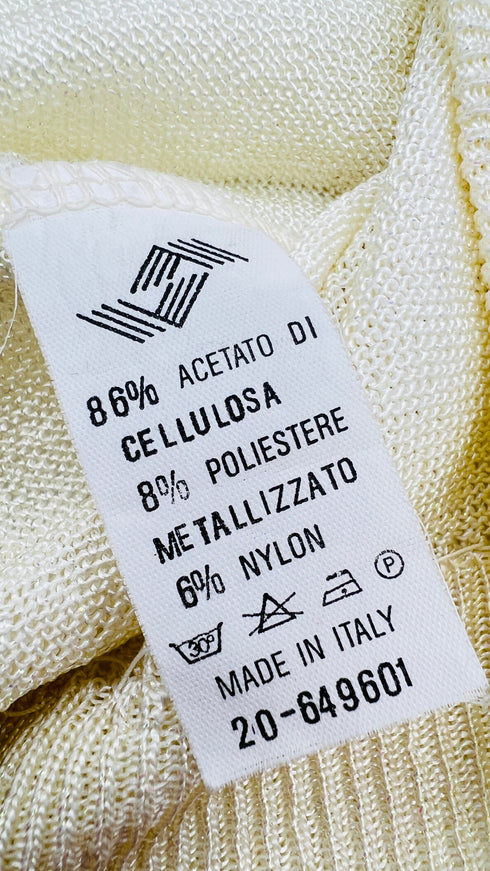 86% ACETATO DI
CELLULOSA
8% POLIESTERE
METALLIZZATO
6% NYLON
30° P
MADE IN ITALY
20-649601